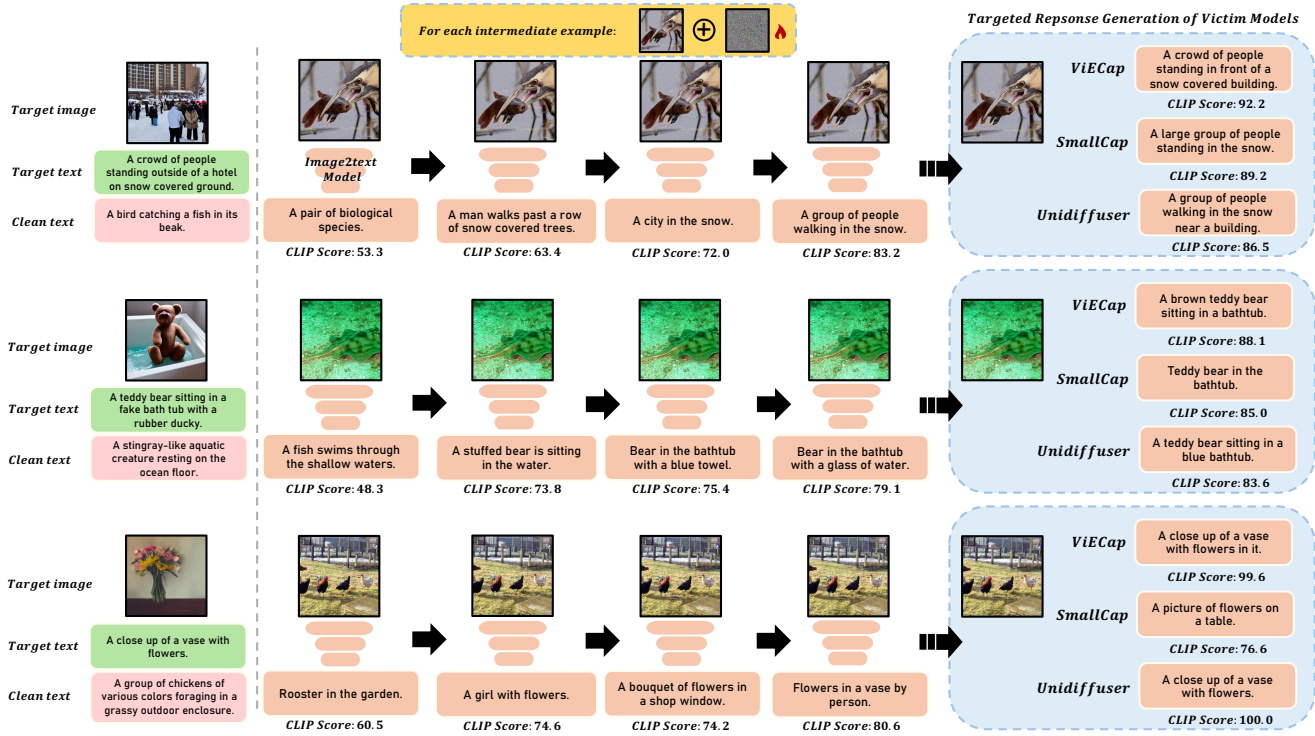 For each intermediate example:
Targeted Repsonse Generation of Victim Models
Target image
Target text
A crowd of people
standing outside of a hotel
on snow covered ground.
Clean text
A bird catching a fish in its
beak.
Image2text
Model
A pair of biological
species.
CLIP Score: 53.3
A man walks past a row
of snow covered trees.
CLIP Score: 63.4
A city in the snow.
CLIP Score: 72.0
A group of people
walking in the snow.
CLIP Score: 83.2
ViECap
A crowd of people
standing in front of a
snow covered building.
CLIP Score: 92.2
SmallCap
A large group of people
standing in the snow.
CLIP Score: 89.2
Unidiffuser
A group of people
walking in the snow
near a building.
CLIP Score: 86.5
Target image
Target text
A teddy bear sitting in a
fake bath tub with a
rubber ducky.
Clean text
A stingray-like aquatic
creature resting on the
ocean floor.
A fish swims through
the shallow waters.
CLIP Score: 48.3
A stuffed bear is sitting
in the water.
CLIP Score: 73.8
Bear in the bathtub
with a blue towel.
CLIP Score: 75.4
Bear in the bathtub
with a glass of water.
CLIP Score: 79.1
ViECap
A brown teddy bear
sitting in a bathtub.
CLIP Score: 88.1
SmallCap
Teddy bear in the
bathtub.
CLIP Score: 85.0
Unidiffuser
A teddy bear sitting in a
blue bathtub.
CLIP Score: 83.6
Target image
Target text
A close up of a vase with
flowers.
Clean text
A group of chickens of
various colors foraging in a
grassy outdoor enclosure.
Rooster in the garden.
CLIP Score: 60.5
A girl with flowers.
CLIP Score: 74.6
A bouquet of flowers in
a shop window.
CLIP Score: 74.2
Flowers in a vase by
person.
CLIP Score: 80.6
ViECap
A close up of a vase
with flowers in it.
CLIP Score: 99.6
SmallCap
A picture of flowers on
a table.
CLIP Score: 76.6
Unidiffuser
A close up of a vase
with flowers.
CLIP Score: 100.0